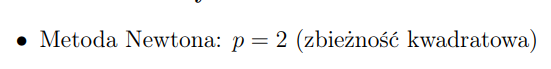 • Metoda Newtona: p = 2 (zbieżność kwadratowa)